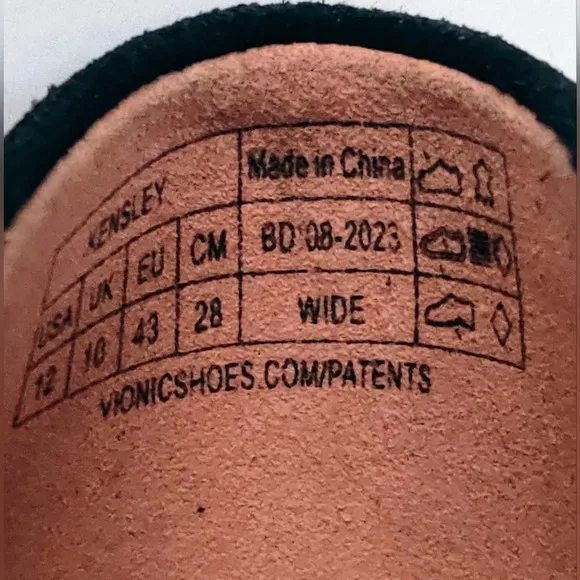 KENSLEY Made in China
USA UK EU CM BD 08-2023
12 10 43 28 WIDE
VIONICSHOES.COM/PATENTS